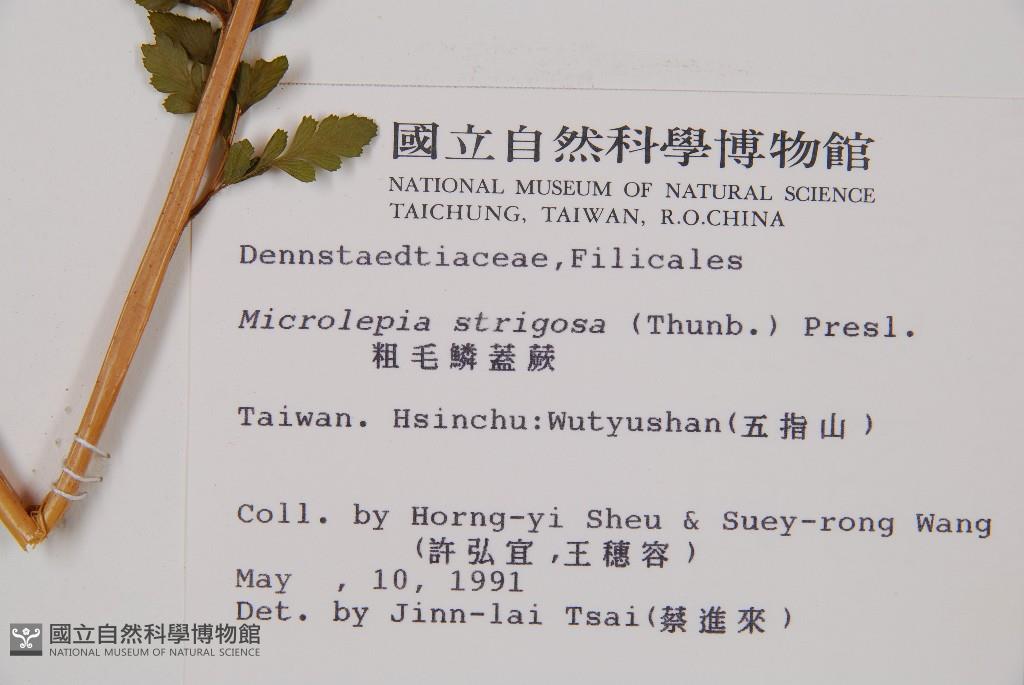 國立自然科學博物館
NATIONAL MUSEUM OF NATURAL SCIENCE
TAICHUNG, TAIWAN, R.O.CHINA
Dennstaedtiaceae,Filicales
Microlepia strigosa (Thunb.) Presl.
粗毛鱗蓋蕨
Taiwan. Hsinchu:Wutyushan(五指山)
Coll. by Horng-yi Sheu & Suey-rong Wang
(許弘宜,王穗容)
May , 10, 1991
Det. by Jinn-lai Tsai(蔡進來)
國立自然科學博物館
NATIONAL MUSEUM OF NATURAL SCIENCE